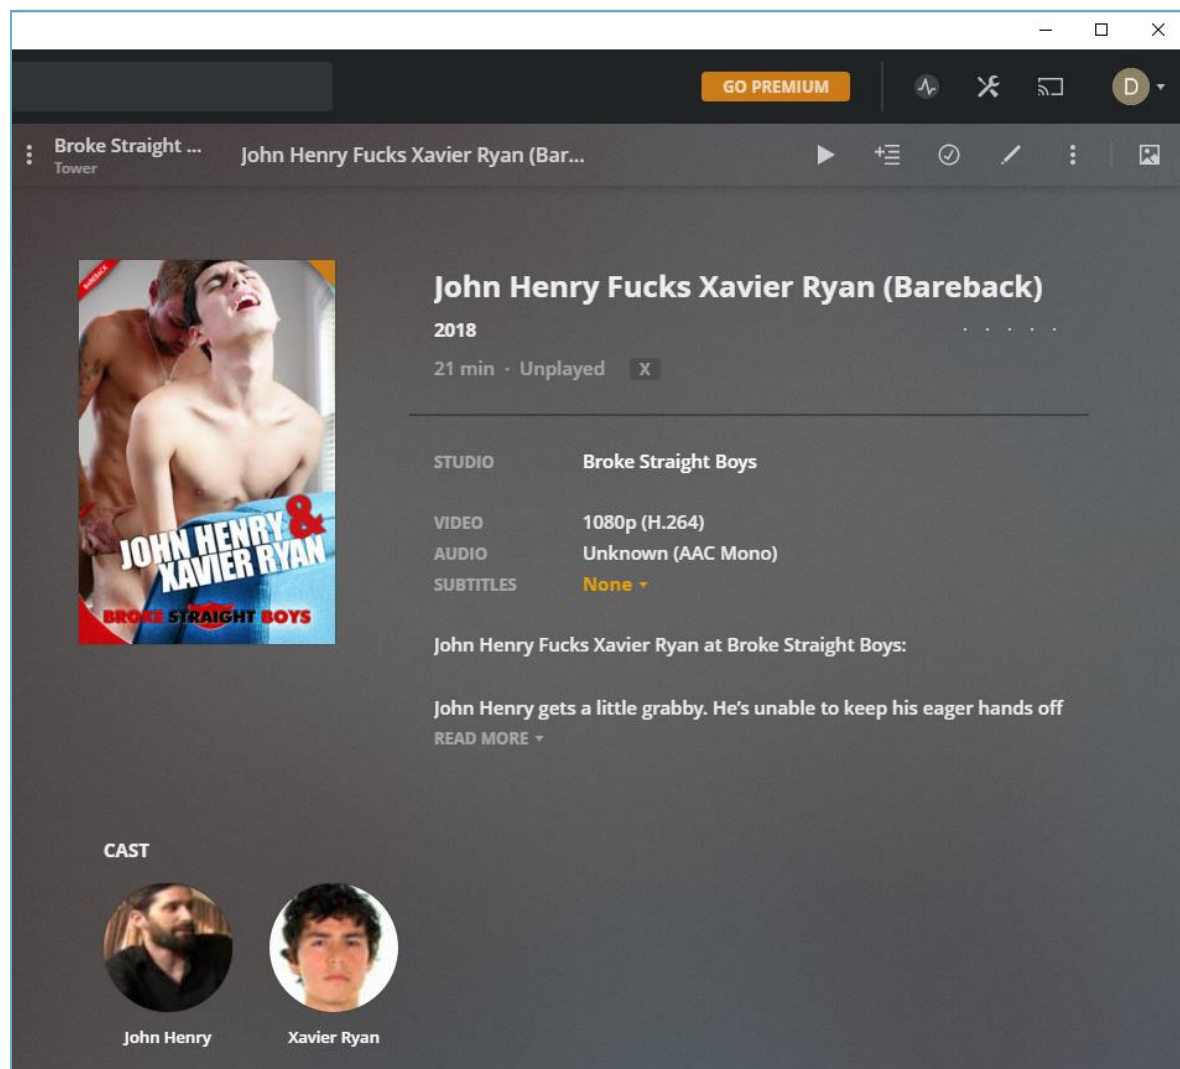 GO PREMIUM
D
Broke Straight ...
Tower
John Henry Fucks Xavier Ryan (Bar...
BAREBACK
JOHN HENRY &
XAVIER RYAN
BROKE STRAIGHT BOYS
John Henry Fucks Xavier Ryan (Bareback)
2018
21 min · Unplayed X
STUDIO Broke Straight Boys
VIDEO 1080p (H.264)
AUDIO Unknown (AAC Mono)
SUBTITLES None
John Henry Fucks Xavier Ryan at Broke Straight Boys:
John Henry gets a little grabby. He’s unable to keep his eager hands off
READ MORE
CAST
John Henry Xavier Ryan